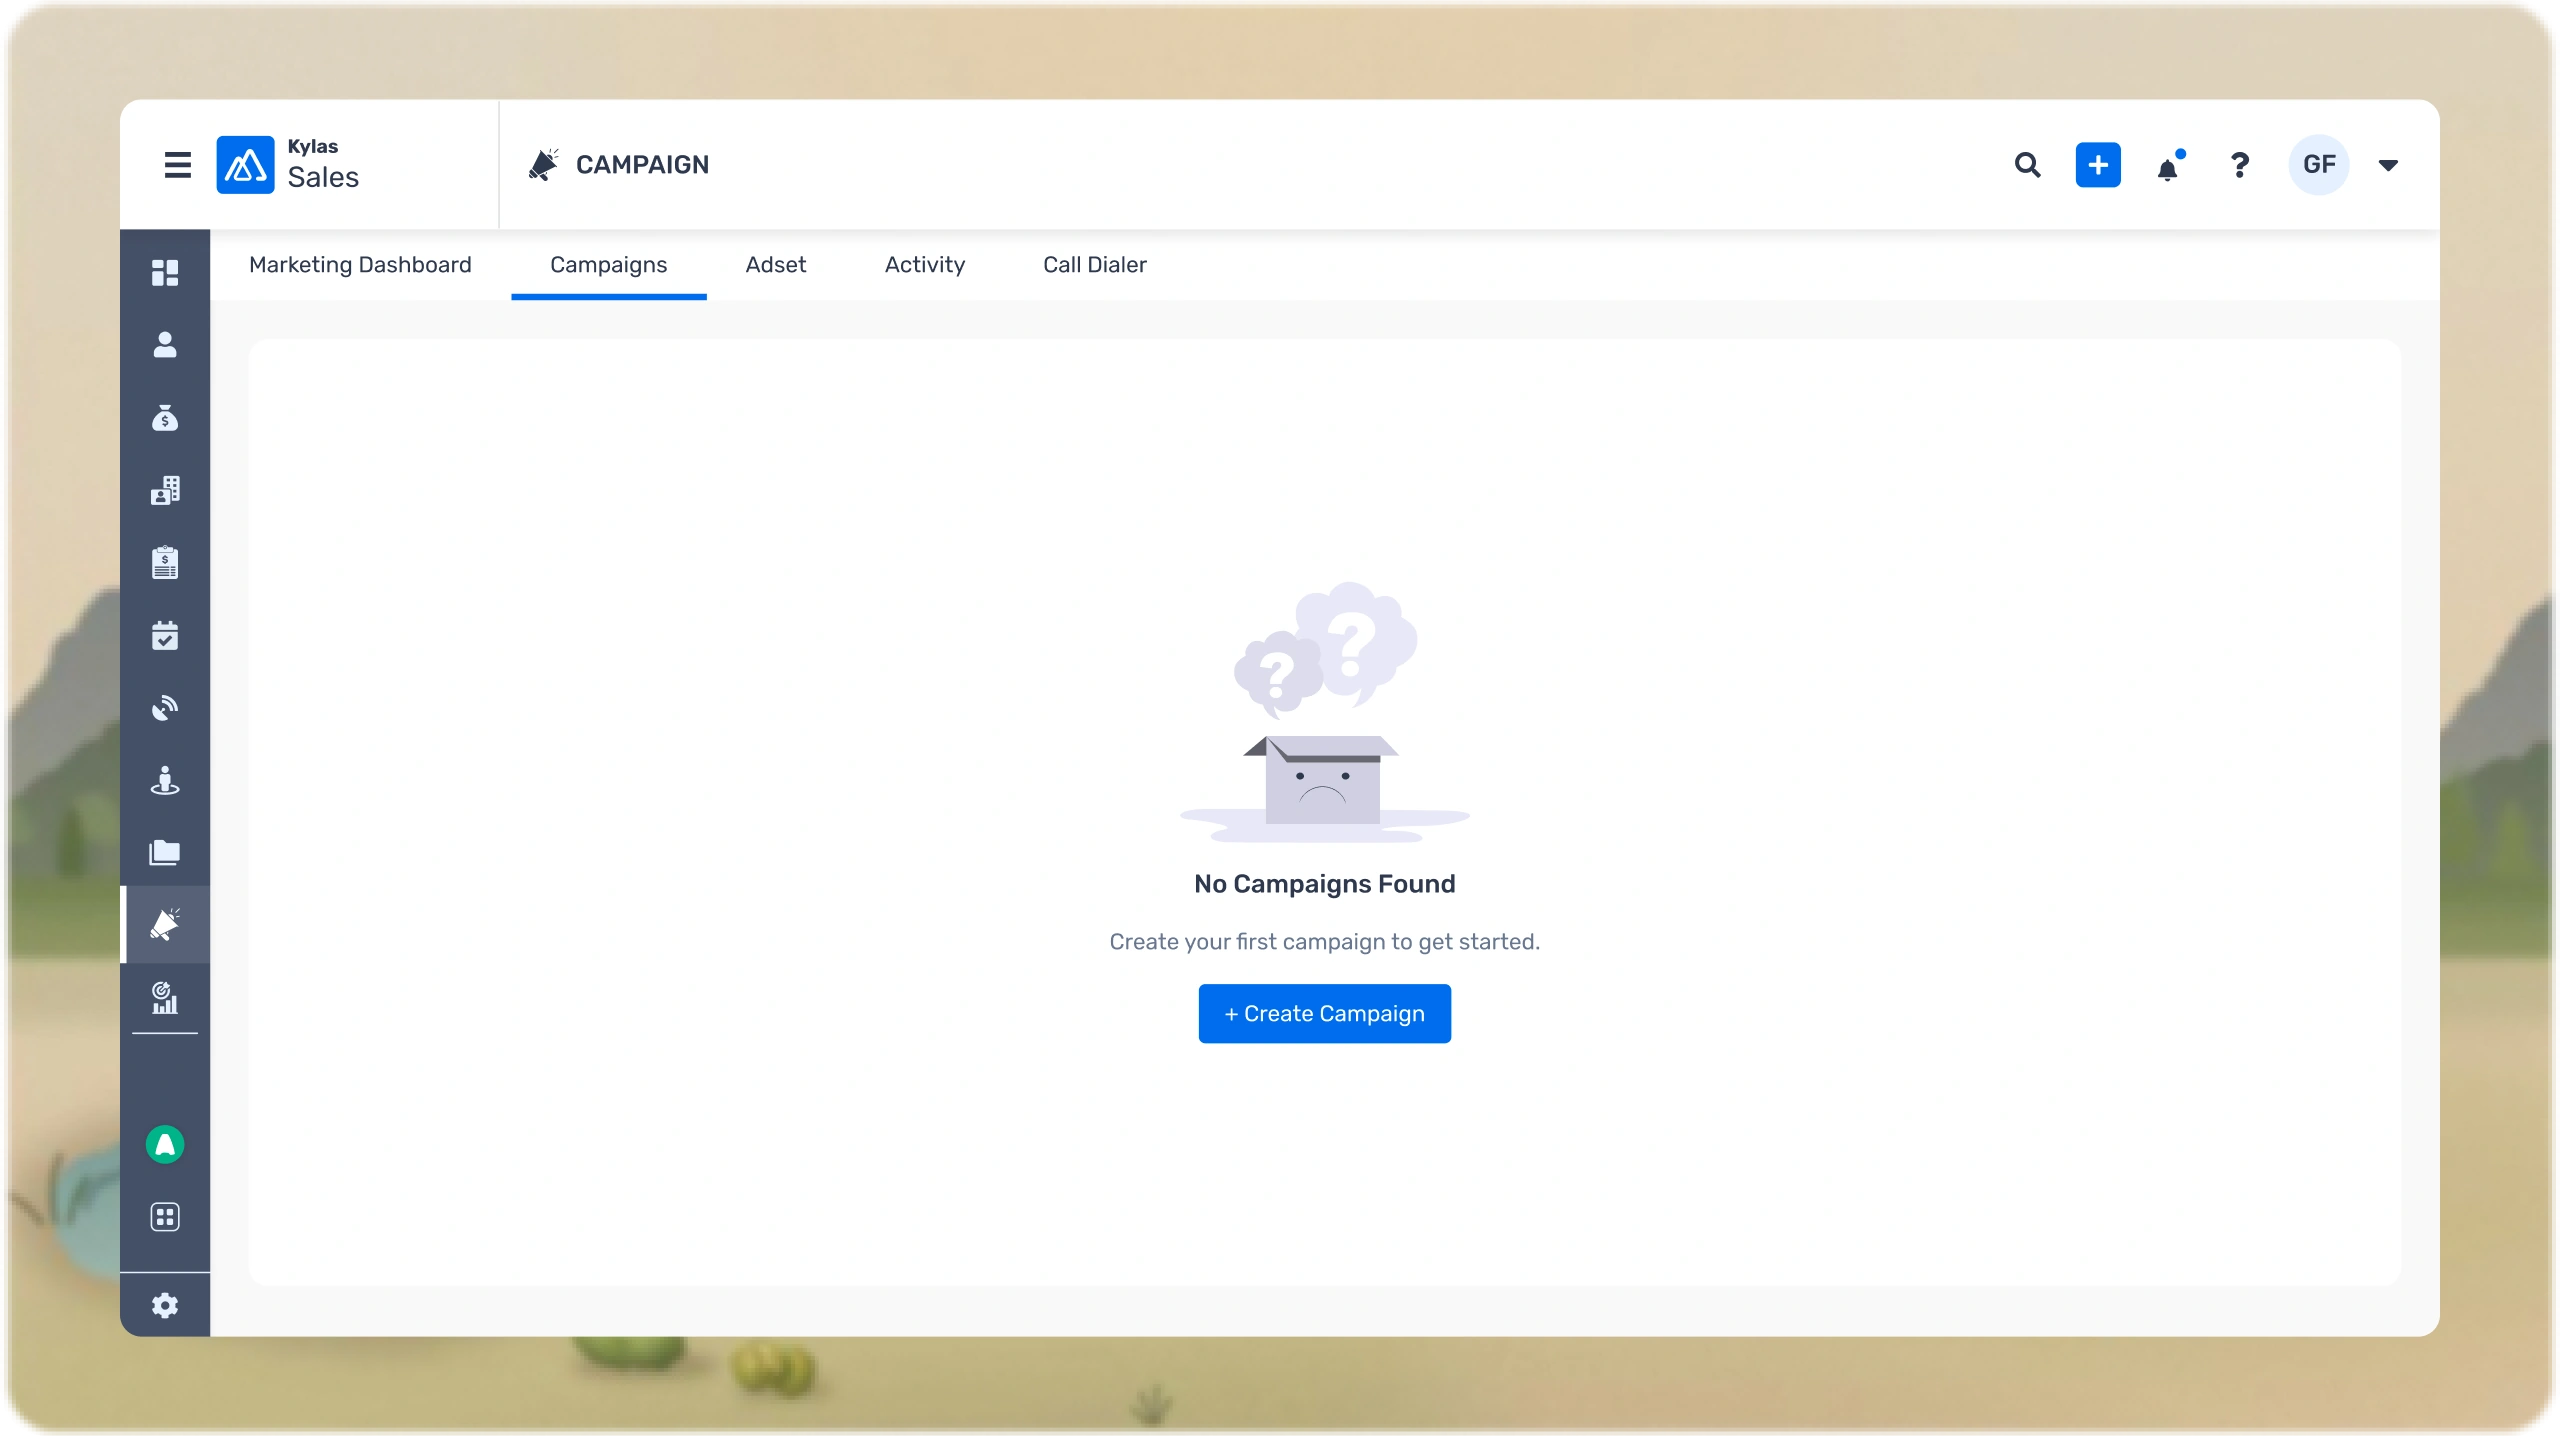 Kylas
Sales
CAMPAIGN
GF
Marketing Dashboard
Campaigns
Adset
Activity
Call Dialer
No Campaigns Found
Create your first campaign to get started.
+ Create Campaign